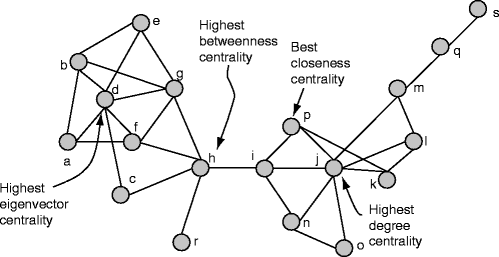 s
e
Highest
betweenness
centrality
q
b
Best
closeness
centrality
g
d
m
p
f
l
a
h
i
j
k
Highest
eigenvector
centrality
c
n
Highest
degree
centrality
r
o